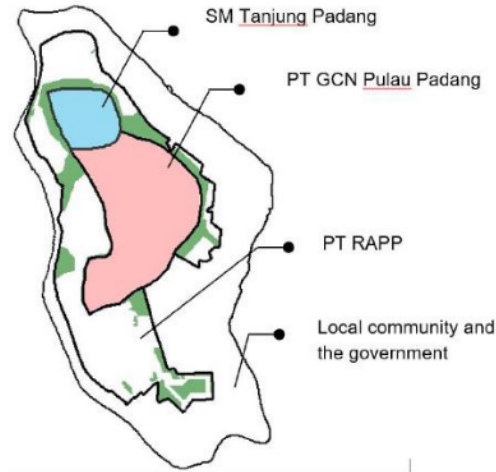 SM Tanjung Padang
PT GCN Pulau Padang
PT RAPP
Local community and
the government